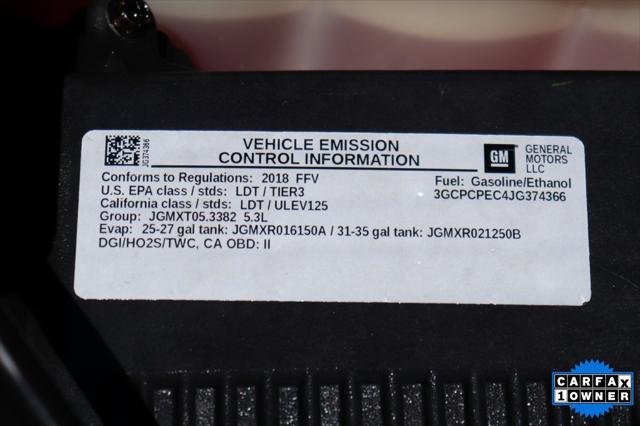 JG374366
VEHICLE EMISSION
CONTROL INFORMATION
GM
GENERAL
MOTORS
LLC
Conforms to Regulations: 2018 FFV
U.S. EPA class / stds: LDT / TIER3
California class / stds: LDT / ULEV125
Group: JGMXT05.3382 5.3L
Evap: 25-27 gal tank: JGMXR016150A / 31-35 gal tank: JGMXR021250B
DGI/HO2S/TWC, CA OBD: II
Fuel: Gasoline/Ethanol
3GCPCPEC4JG374366
CARFAX
1 OWNER